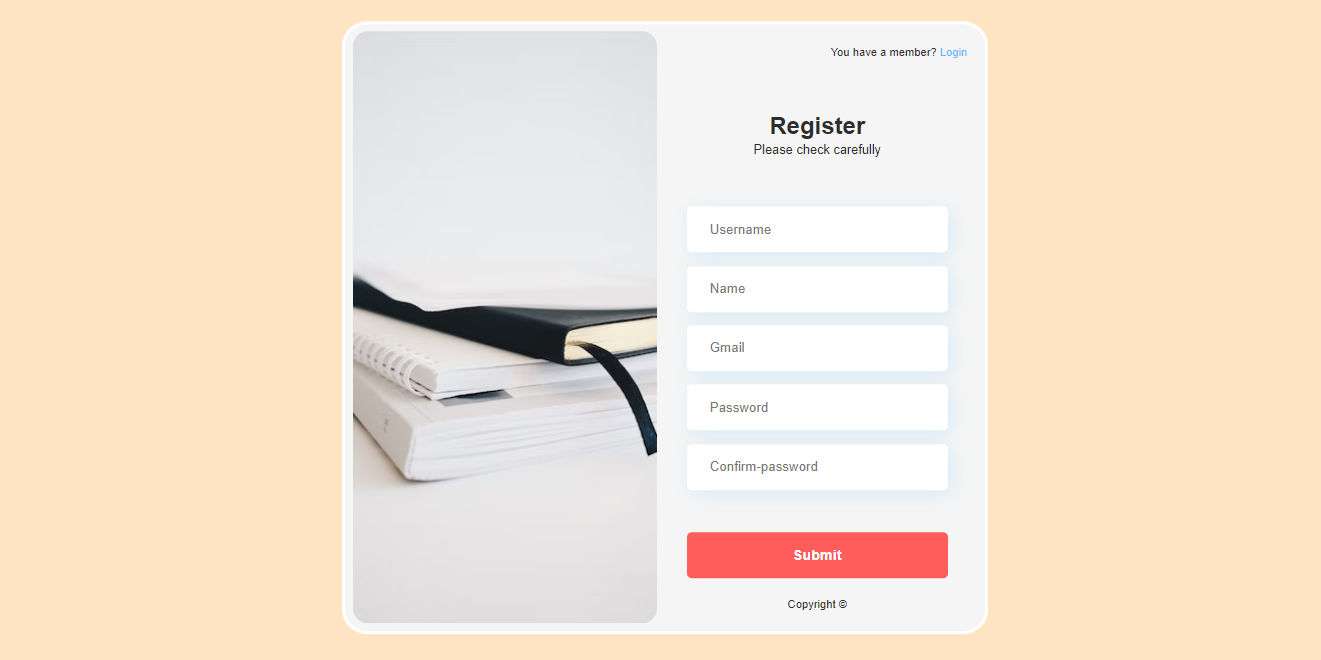 You have a member? Login
Register
Please check carefully
Username
Name
Gmail
Password
Confirm-password
Submit
Copyright ©